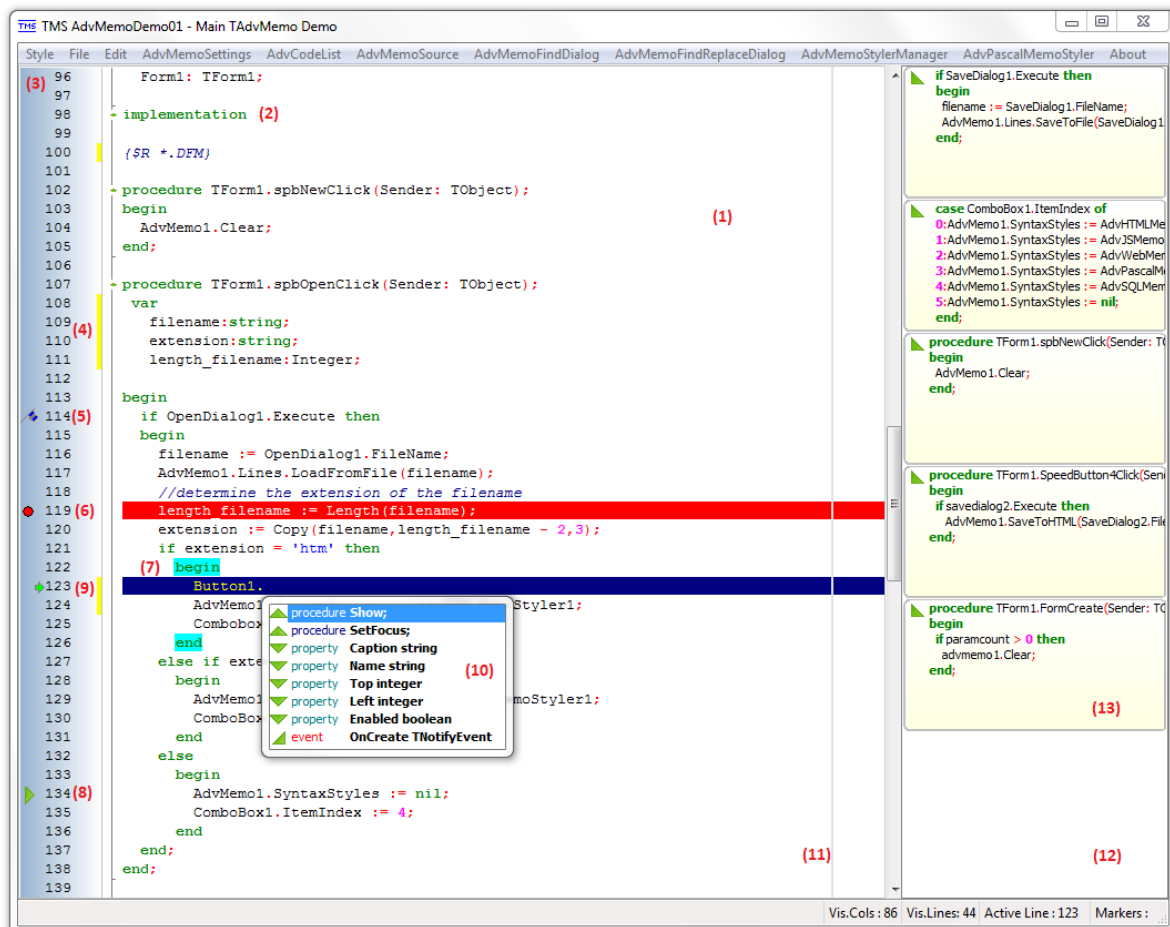 TMS TMS AdvMemoDemo01 - Main TAdvMemo Demo
Style File Edit AdvMemoSettings AdvCodeList AdvMemoSource AdvMemoFindDialog AdvMemoFindReplaceDialog AdvMemoStylerManager AdvPascalMemoStyler About
(3) 96 Form1: TForm1;
97
98 implementation (2)
99
100 {$R *.DFM}
101
102 procedure TForm1.spbNewClick(Sender: TObject);
103 begin
(1)
104 AdvMemo1.Clear;
105 end;
106
107 procedure TForm1.spbOpenClick(Sender: TObject);
108 var
109 filename:string;
(4)
110 extension:string;
111 length_filename:Integer;
112
113 begin
114 (5) if OpenDialog1.Execute then
115 begin
116 filename := OpenDialog1.FileName;
117 AdvMemo1.Lines.LoadFromFile(filename);
118 //determine the extension of the filename
119 (6) length_filename := Length(filename);
120 extension := Copy(filename,length_filename - 2,3);
121 if extension = 'htm' then
122 (7) begin
123 (9) Button1.
124 AdvMemo1 Styler1;
125 Combobox
126 end
127 else if exte
128 begin
129 AdvMemo1 moStyler1;
130 ComboBox
131 end
132 else
133 begin
134 (8) AdvMemo1.SyntaxStyles := nil;
135 ComboBox1.ItemIndex := 4;
136 end
137 end;
(11)
138 end;
139
procedure Show;
procedure SetFocus;
property Caption string
property Name string
(10)
property Top integer
property Left integer
property Enabled boolean
event OnCreate TNotifyEvent
if SaveDialog1.Execute then
begin
filename := SaveDialog1.FileName;
AdvMemo1.Lines.SaveToFile(SaveDialog1
end;
case ComboBox1.ItemIndex of
0:AdvMemo1.SyntaxStyles := AdvHTMLMe
1:AdvMemo1.SyntaxStyles := AdvJSMemo
2:AdvMemo1.SyntaxStyles := AdvWebMem
3:AdvMemo1.SyntaxStyles := AdvPascalM
4:AdvMemo1.SyntaxStyles := AdvSQLMem
5:AdvMemo1.SyntaxStyles := nil;
end;
procedure TForm1.spbNewClick(Sender: TO
begin
AdvMemo1.Clear;
end;
procedure TForm1.SpeedButton4Click(Sen
begin
if savedialog2.Execute then
AdvMemo1.SaveToHTML(SaveDialog2.File
end;
procedure TForm1.FormCreate(Sender: TO
begin
if paramcount > 0 then
advmemo1.Clear;
end;
(13)
(12)
Vis.Cols : 86 Vis.Lines: 44 Active Line : 123 Markers :